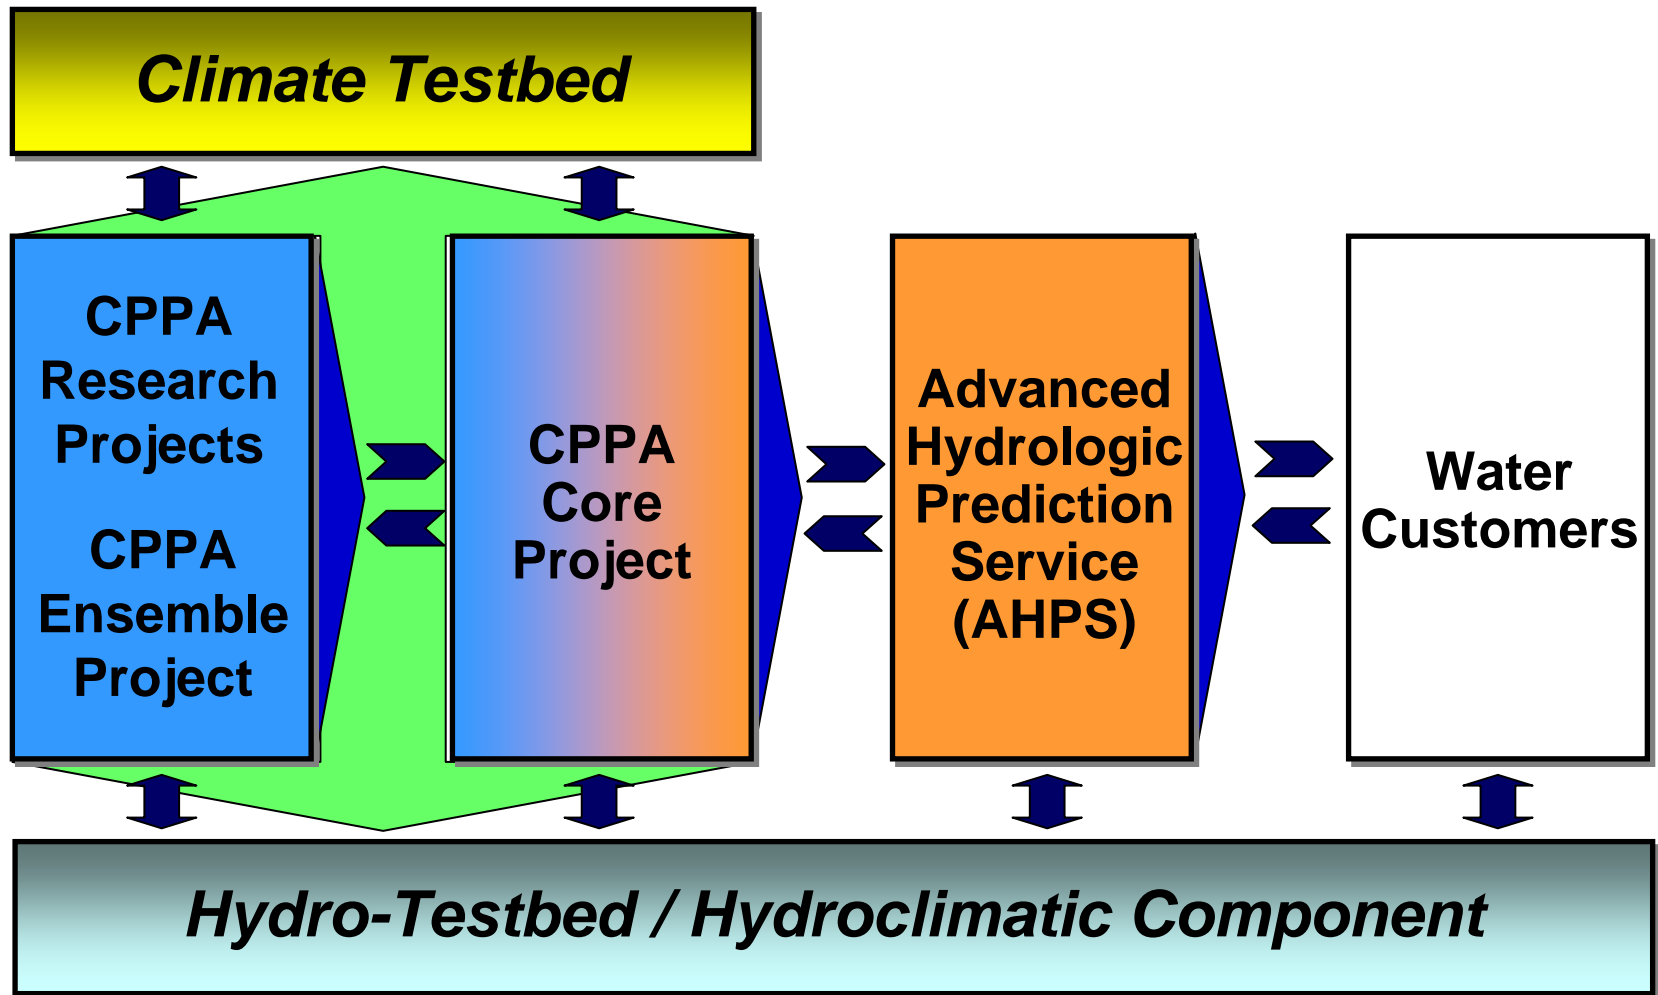 Climate Testbed
CPPA
Research
Projects
CPPA
Ensemble
Project
CPPA
Core
Project
Advanced
Hydrologic
Prediction
Service
(AHPS)
Water
Customers
Hydro-Testbed / Hydroclimatic Component